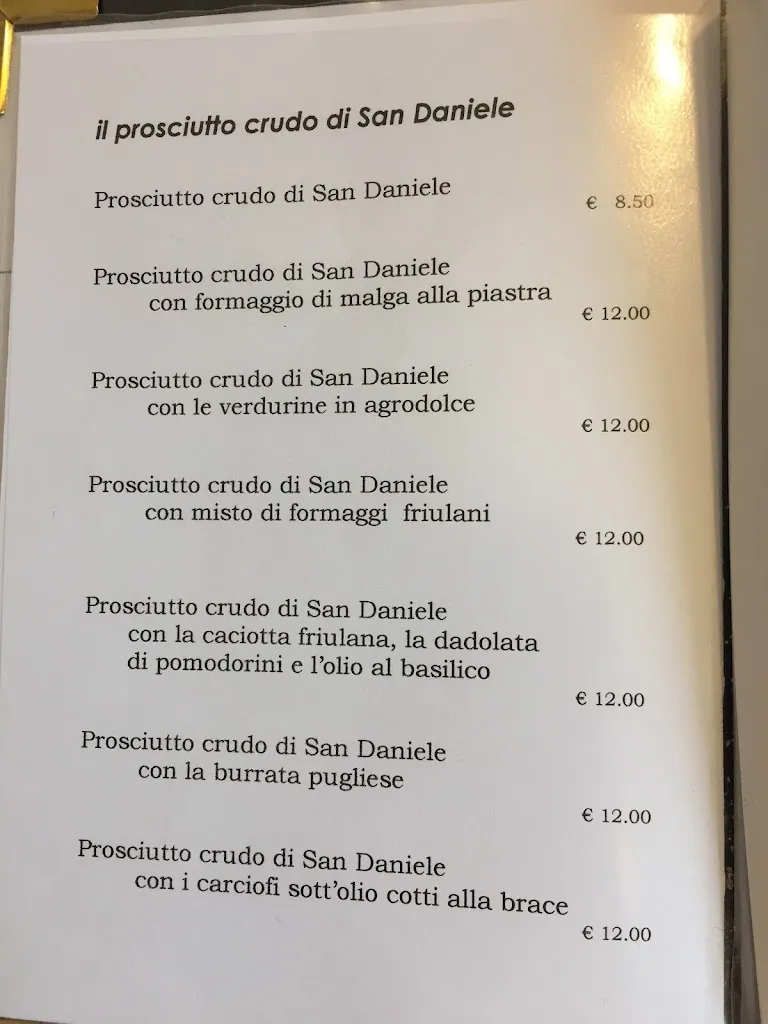 il prosciutto crudo di San Daniele
Prosciutto crudo di San Daniele
€ 8.50
Prosciutto crudo di San Daniele
con formaggio di malga alla piastra
€ 12.00
Prosciutto crudo di San Daniele
con le verdurine in agrodolce
€ 12.00
Prosciutto crudo di San Daniele
con misto di formaggi friulani
€ 12.00
Prosciutto crudo di San Daniele
con la caciotta friulana, la dadolata
di pomodorini e l'olio al basilico
€ 12.00
Prosciutto crudo di San Daniele
con la burrata pugliese
€ 12.00
Prosciutto crudo di San Daniele
con i carciofi sott'olio cotti alla brace
€ 12.00